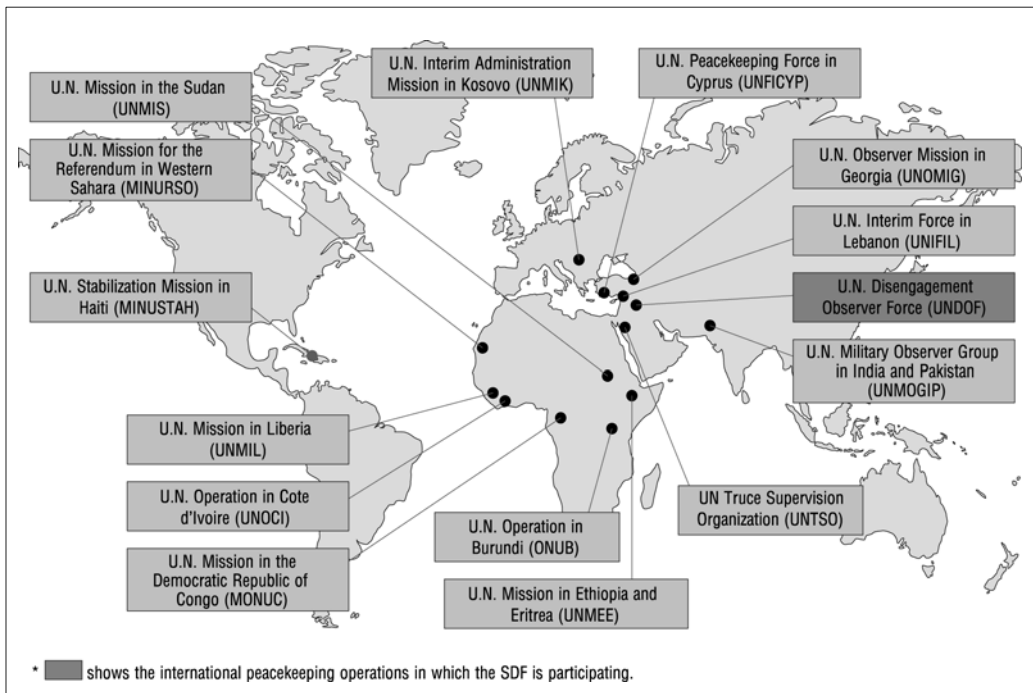 U.N. Mission in the Sudan
(UNMIS)
U.N. Mission for the
Referendum in Western
Sahara (MINURSO)
U.N. Stabilization Mission in
Haiti (MINUSTAH)
U.N. Mission in Liberia
(UNMIL)
U.N. Operation in Cote
d'Ivoire (UNOCI)
U.N. Mission in the
Democratic Republic of
Congo (MONUC)
U.N. Interim Administration
Mission in Kosovo (UNMIK)
U.N. Peacekeeping Force in
Cyprus (UNFICYP)
U.N. Observer Mission in
Georgia (UNOMIG)
U.N. Interim Force in
Lebanon (UNIFIL)
U.N. Disengagement
Observer Force (UNDOF)
U.N. Military Observer Group
in India and Pakistan
(UNMOGIP)
UN Truce Supervision
Organization (UNTSO)
U.N. Operation in
Burundi (ONUB)
U.N. Mission in Ethiopia and
Eritrea (UNMEE)
* shows the international peacekeeping operations in which the SDF is participating.